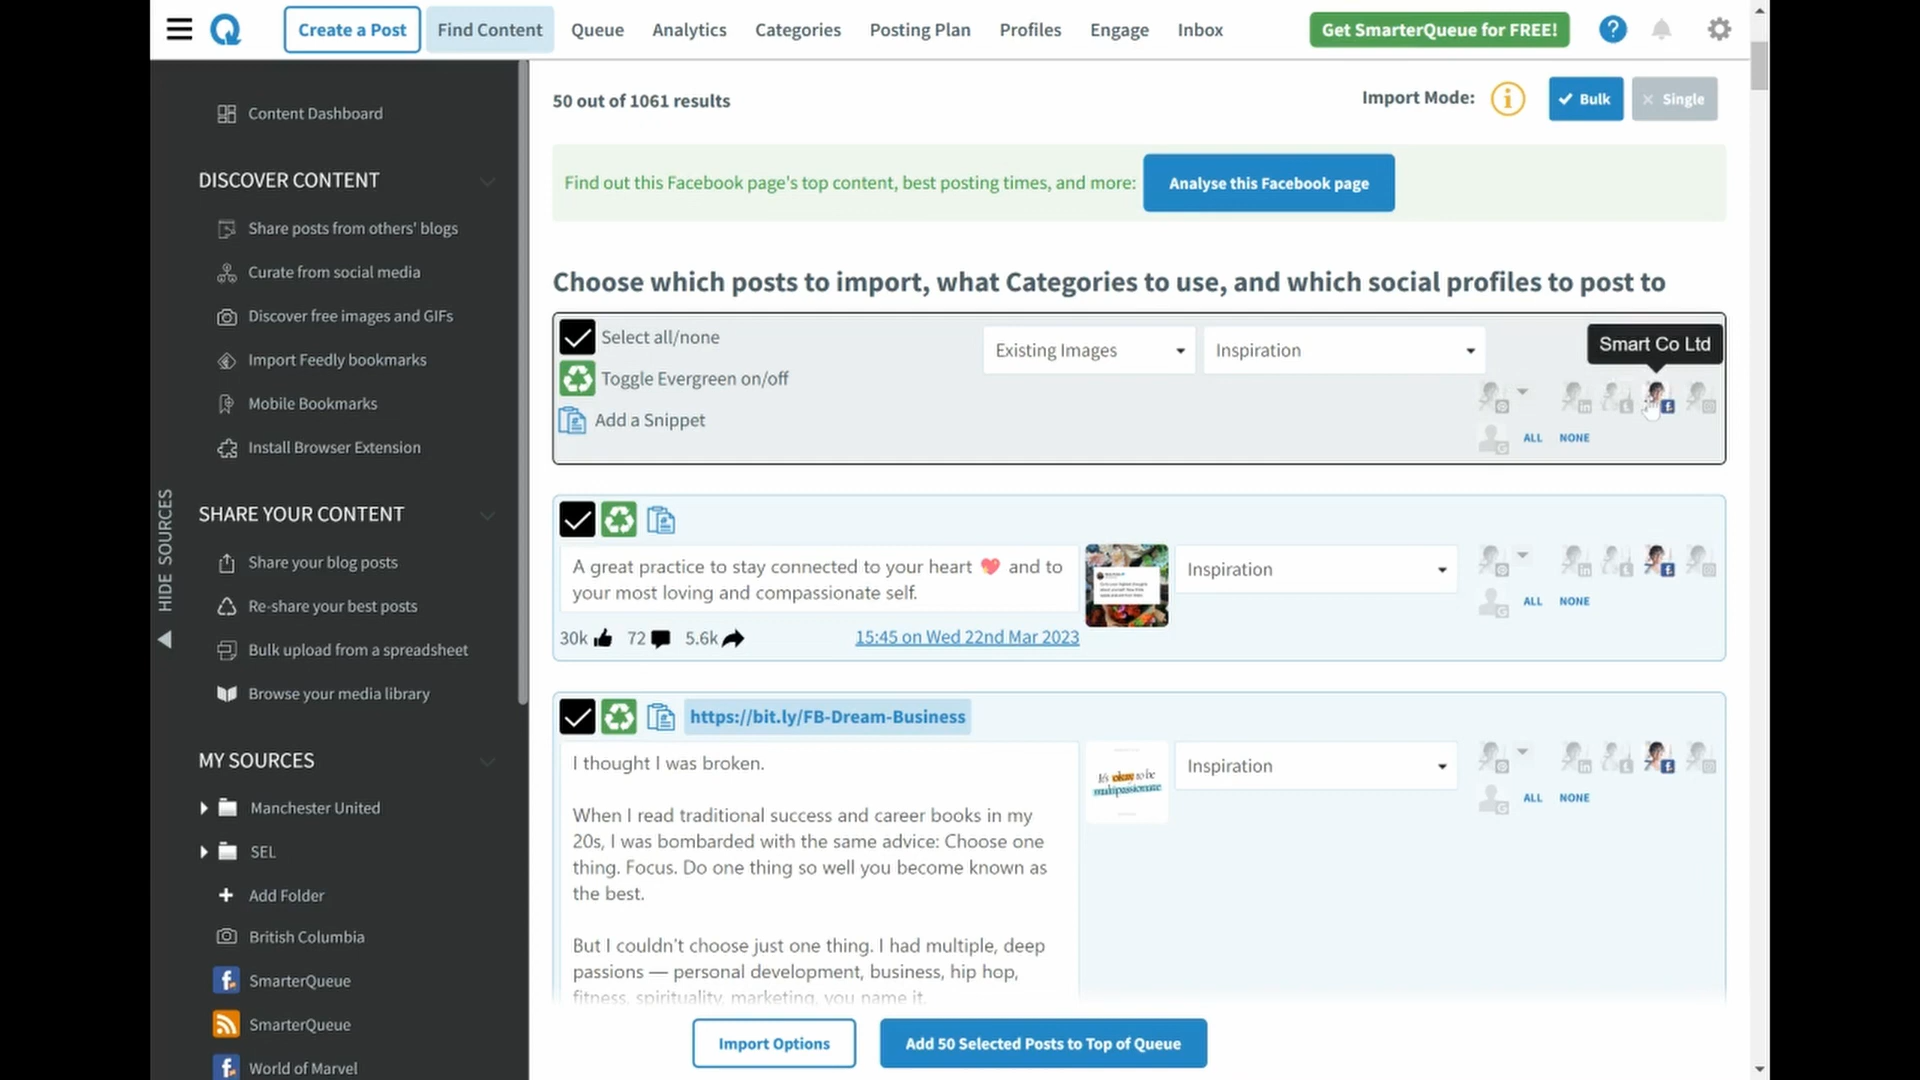 Create a Post
Find Content
Queue
Analytics
Categories
Posting Plan
Profiles
Engage
Inbox
Get SmarterQueue for FREE!
?
HIDE SOURCES
Content Dashboard
DISCOVER CONTENT
Share posts from others' blogs
Curate from social media
Discover free images and GIFs
Import Feedly bookmarks
Mobile Bookmarks
Install Browser Extension
SHARE YOUR CONTENT
Share your blog posts
Re-share your best posts
Bulk upload from a spreadsheet
Browse your media library
MY SOURCES
Manchester United
SEL
Add Folder
British Columbia
SmarterQueue
SmarterQueue
World of Marvel
50 out of 1061 results
Import Mode:
Bulk
Single
Find out this Facebook page's top content, best posting times, and more:
Analyse this Facebook page
Choose which posts to import, what Categories to use, and which social profiles to post to
Select all/none
Toggle Evergreen on/off
Add a Snippet
Existing Images
Inspiration
Smart Co Ltd
ALL NONE
A great practice to stay connected to your heart 💖 and to
your most loving and compassionate self.
30k 72 5.6k
15:45 on Wed 22nd Mar 2023
Inspiration
ALL NONE
https://bit.ly/FB-Dream-Business
I thought I was broken.
When I read traditional success and career books in my
20s, I was bombarded with the same advice: Choose one
thing. Focus. Do one thing so well you become known as
the best.
But I couldn't choose just one thing. I had multiple, deep
passions — personal development, business, hip hop,
fitness, spirituality, marketing, you name it.
It's okay to be
multipassionate
Inspiration
ALL NONE
Import Options
Add 50 Selected Posts to Top of Queue